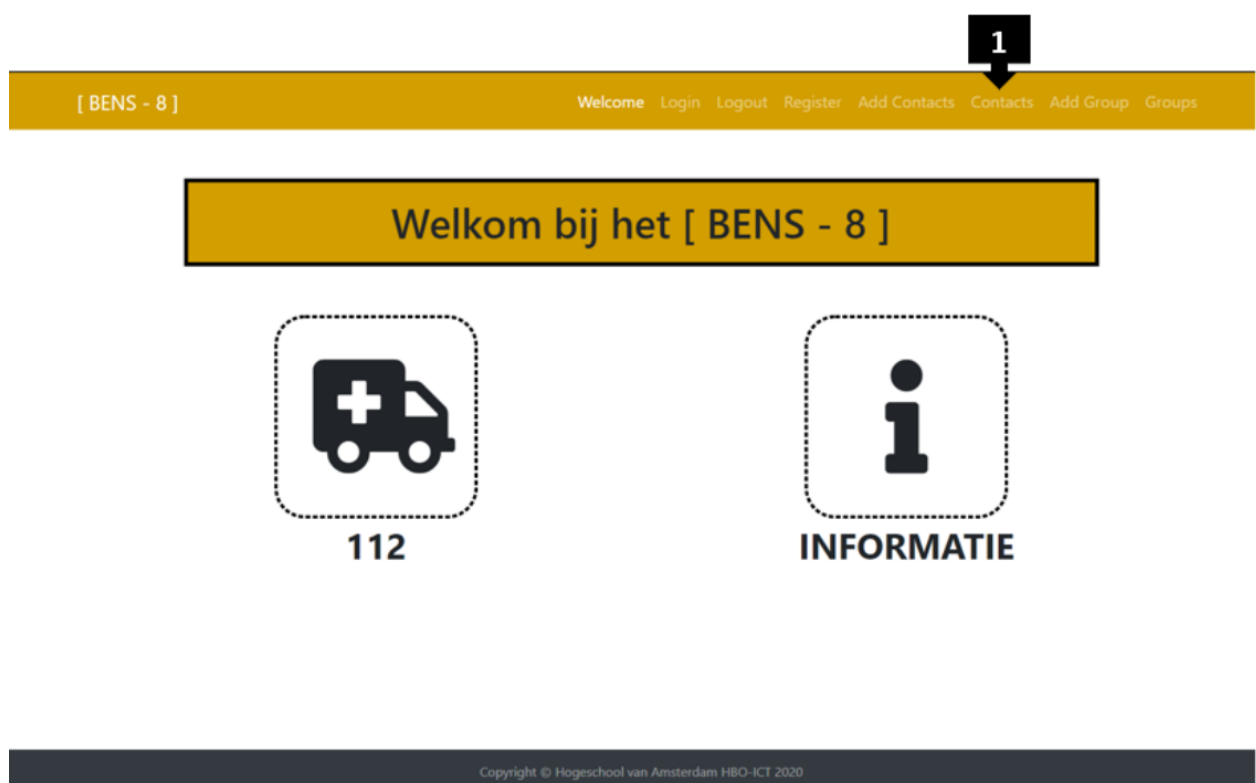 1
[ BENS - 8 ] Welcome Login Logout Register Add Contacts Contacts Add Group Groups
Welkom bij het [ BENS - 8 ]
112 INFORMATIE
Copyright © Hogeschool van Amsterdam HBO-ICT 2020